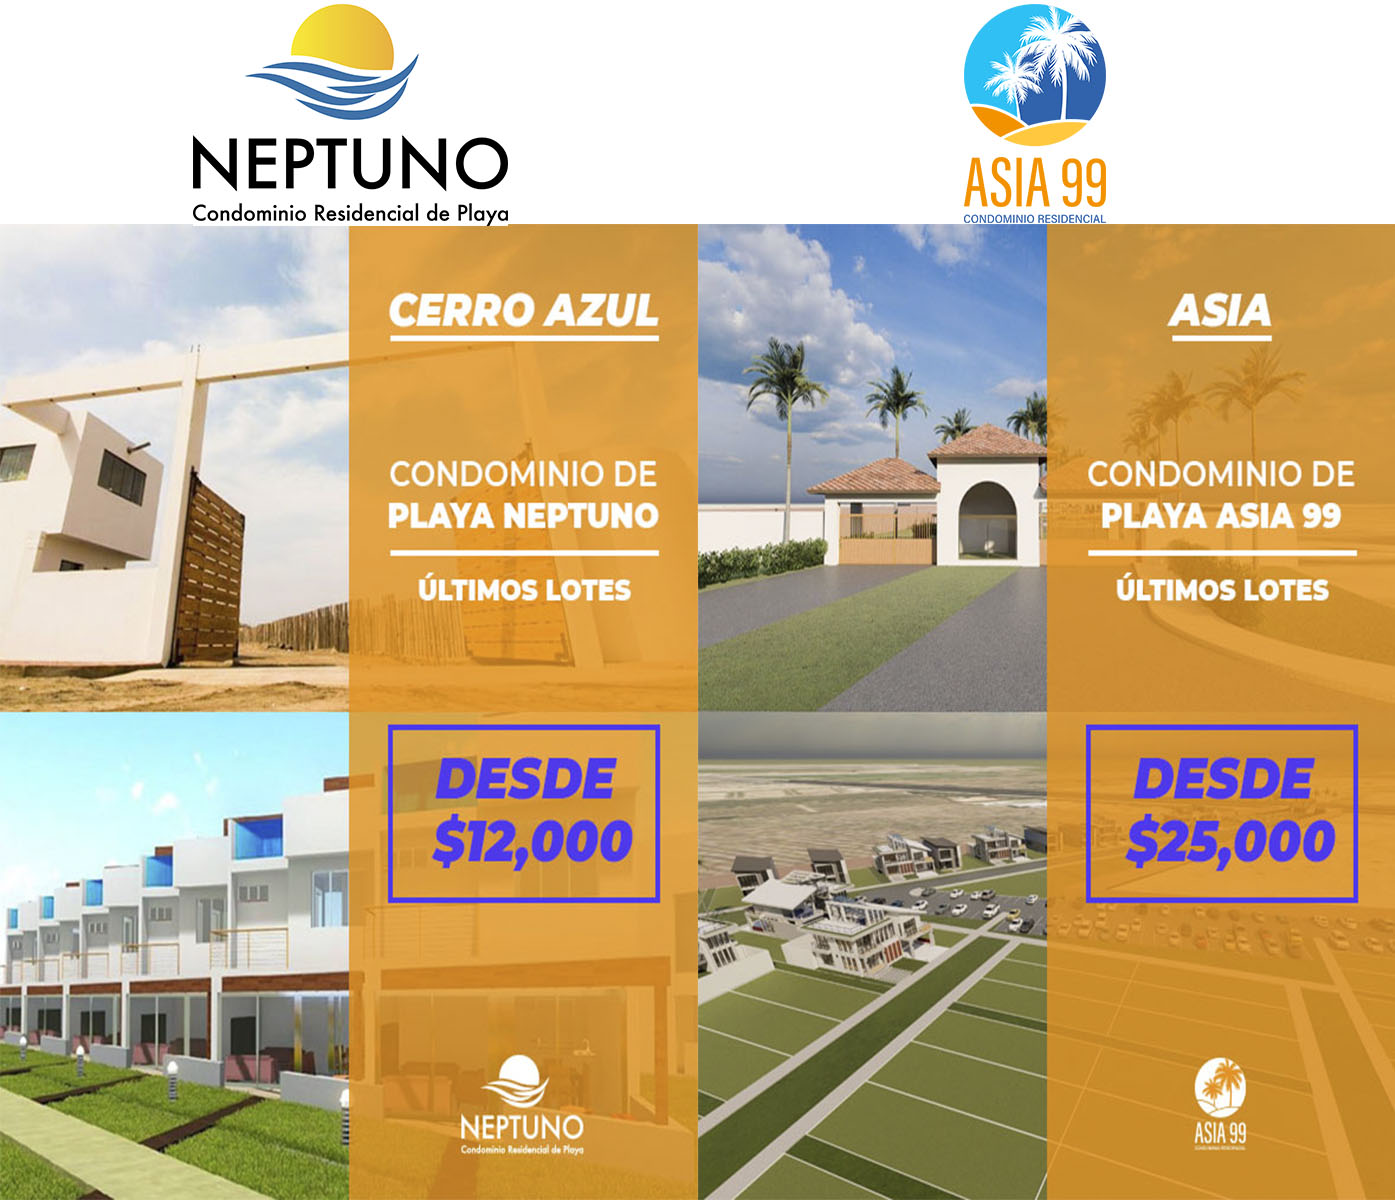 NEPTUNO
Condominio Residencial de Playa
ASIA 99
CONDOMINIO RESIDENCIAL
CERRO AZUL
CONDOMINIO DE
PLAYA NEPTUNO
ÚLTIMOS LOTES
DESDE
$12,000
NEPTUNO
Condominio Residencial de Playa
ASIA
CONDOMINIO DE
PLAYA ASIA 99
ÚLTIMOS LOTES
DESDE
$25,000
ASIA 99
CONDOMINIO RESIDENCIAL